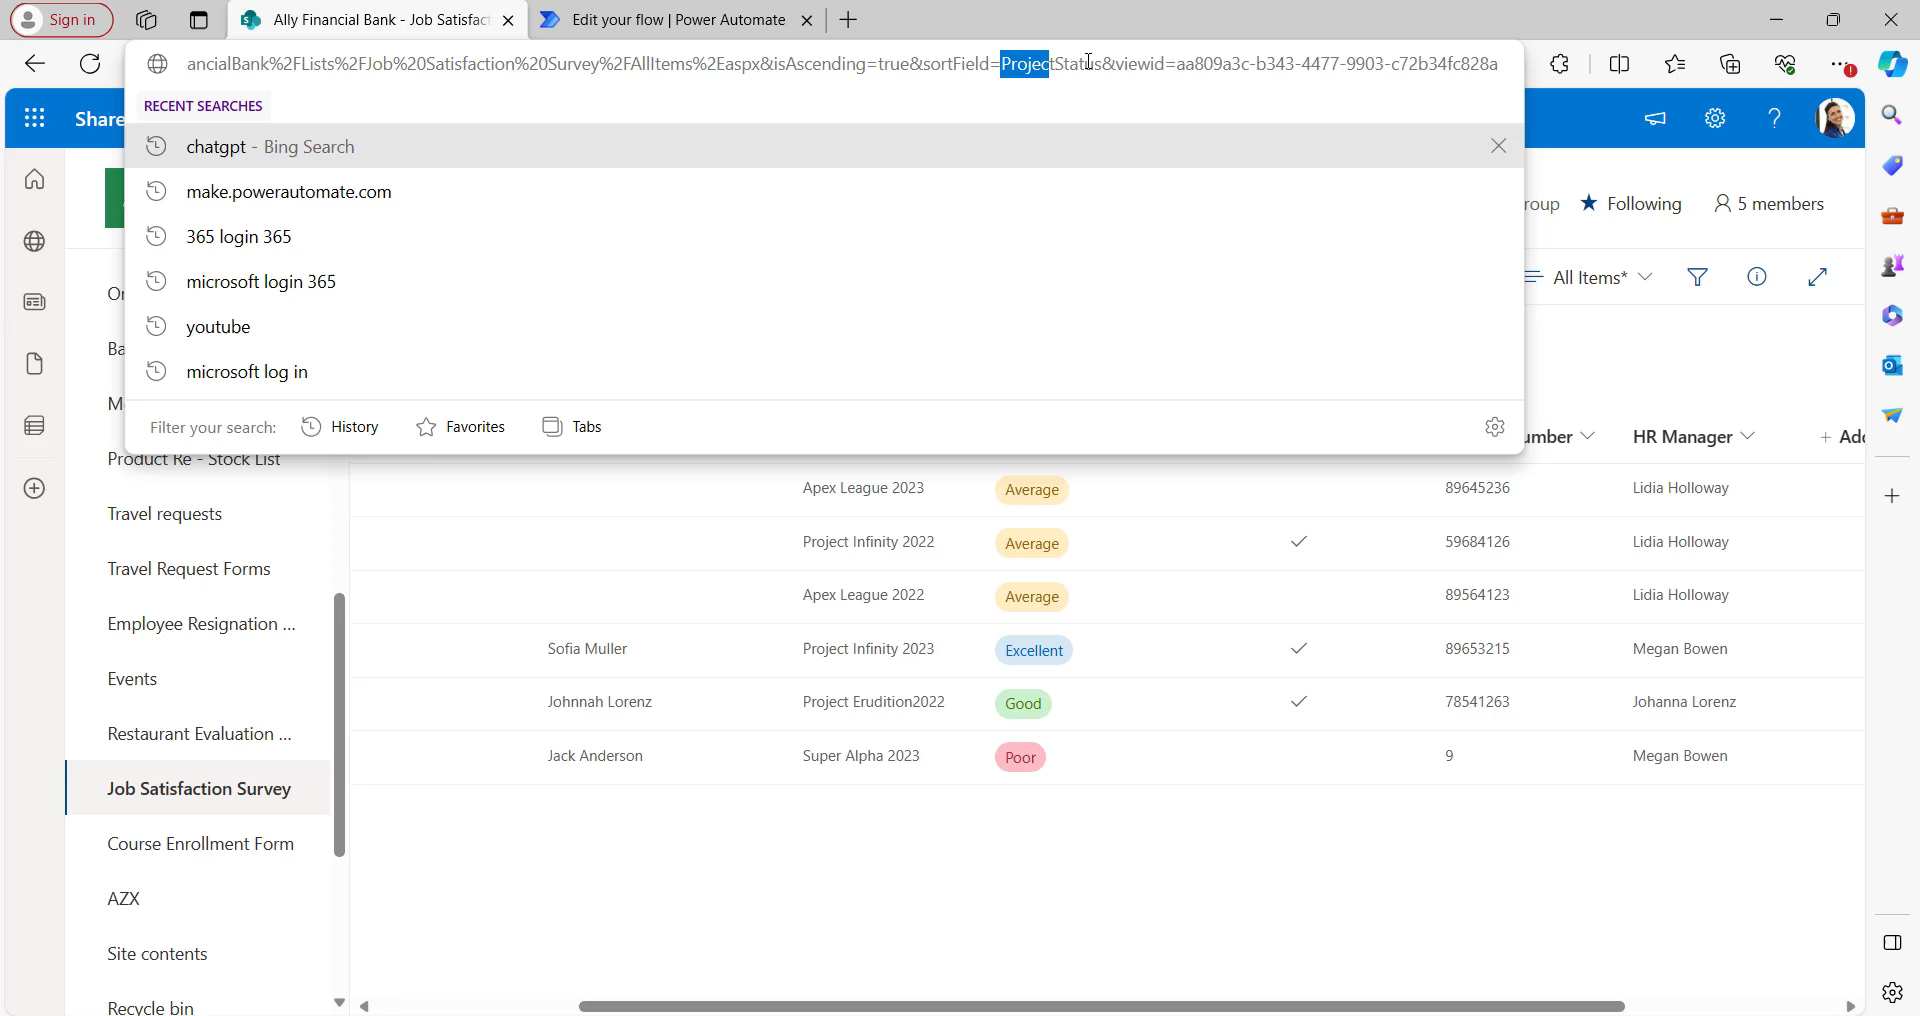 Sign in
Ally Financial Bank - Job Satisfact
Edit your flow | Power Automate
ancialBank%2FLists%2FJob%20Satisfaction%20Survey%2FAllItems%2Easpx&isAscending=true&sortField=ProjectStatus&viewid=aa809a3c-b343-4477-9903-c72b34fc828a
Share
RECENT SEARCHES
chatgpt - Bing Search
make.powerautomate.com
365 login 365
microsoft login 365
youtube
microsoft log in
Filter your search: History Favorites Tabs
roup Following 5 members
All Items*
Or
Ba
M
Product Re - Stock List
Travel requests
Travel Request Forms
Employee Resignation ...
Events
Restaurant Evaluation ...
Job Satisfaction Survey
Course Enrollment Form
AZX
Site contents
Recycle bin
umber HR Manager + Add
Apex League 2023 Average 89645236 Lidia Holloway
Project Infinity 2022 Average 59684126 Lidia Holloway
Apex League 2022 Average 89564123 Lidia Holloway
Sofia Muller Project Infinity 2023 Excellent 89653215 Megan Bowen
Johnnah Lorenz Project Erudition2022 Good 78541263 Johanna Lorenz
Jack Anderson Super Alpha 2023 Poor 9 Megan Bowen